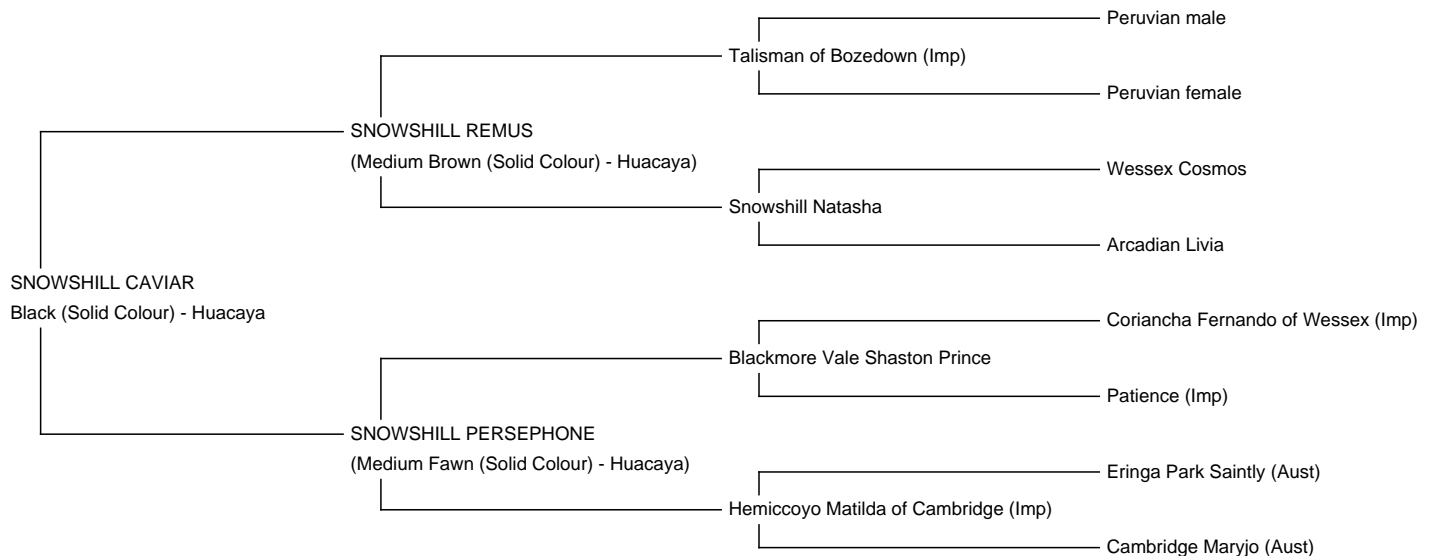 Peruvian male
Talisman of Bozedown (Imp)
Peruvian female
SNOWSHILL REMUS
(Medium Brown (Solid Colour) - Huacaya)
Wessex Cosmos
Snowshill Natasha
Arcadian Livia
SNOWSHILL CAVIAR
Black (Solid Colour) - Huacaya
Coriancha Fernando of Wessex (Imp)
Blackmore Vale Shaston Prince
Patience (Imp)
SNOWSHILL PERSEPHONE
(Medium Fawn (Solid Colour) - Huacaya)
Eringa Park Saintly (Aust)
Hemiccoyo Matilda of Cambridge (Imp)
Cambridge Maryjo (Aust)